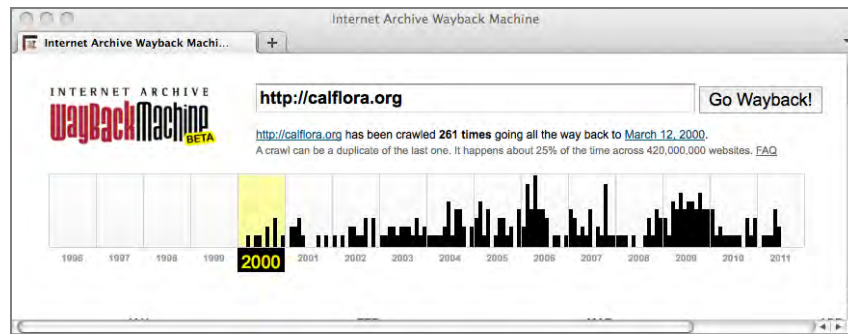 Internet Archive Wayback Machine
Internet Archive Wayback Machi...
INTERNET ARCHIVE
WayBackMachine
BETA
http://calflora.org
Go Wayback!
http://calflora.org has been crawled 261 times going all the way back to March 12, 2000.
A crawl can be a duplicate of the last one. It happens about 25% of the time across 420,000,000 websites. FAQ
1996 1997 1998 1999 2000 2001 2002 2003 2004 2005 2006 2007 2008 2009 2010 2011